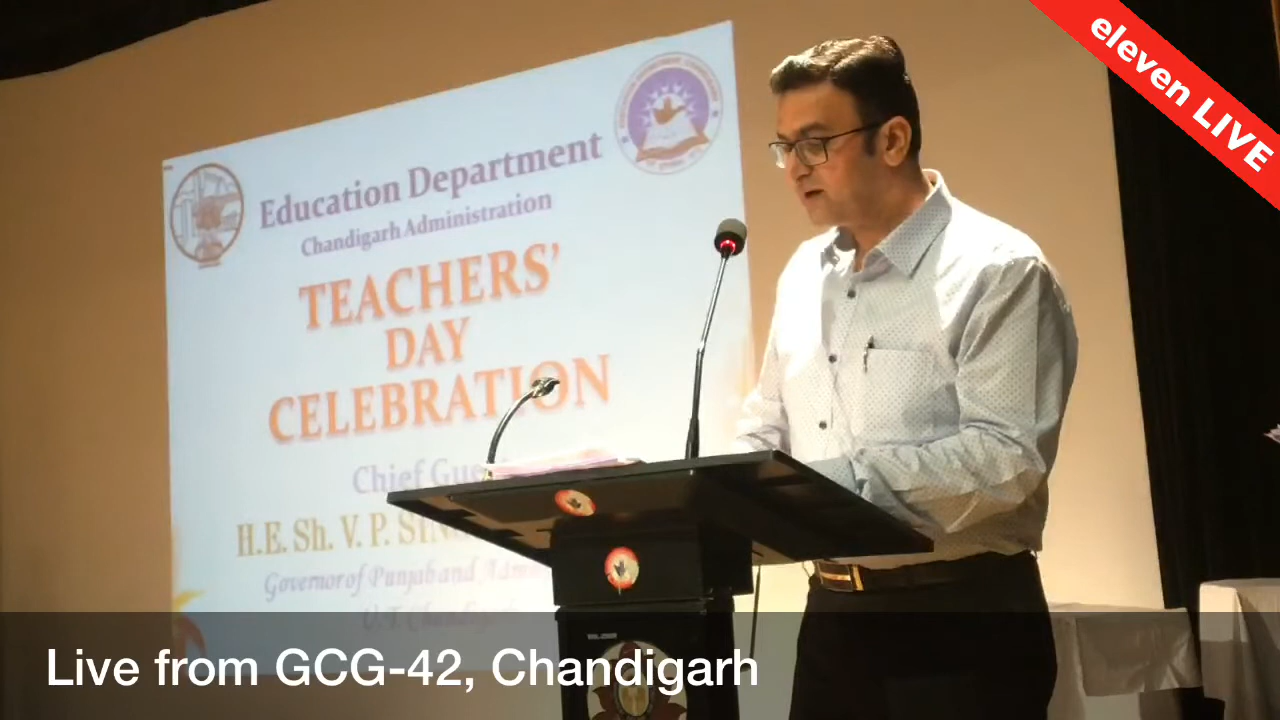 eleven LIVE
Education Department
Chandigarh Administration
TEACHERS'
DAY
CELEBRATION
Chief
H.E. Sh. V. P.
Governor of Punjab and
U.T.
Live from GCG-42, Chandigarh